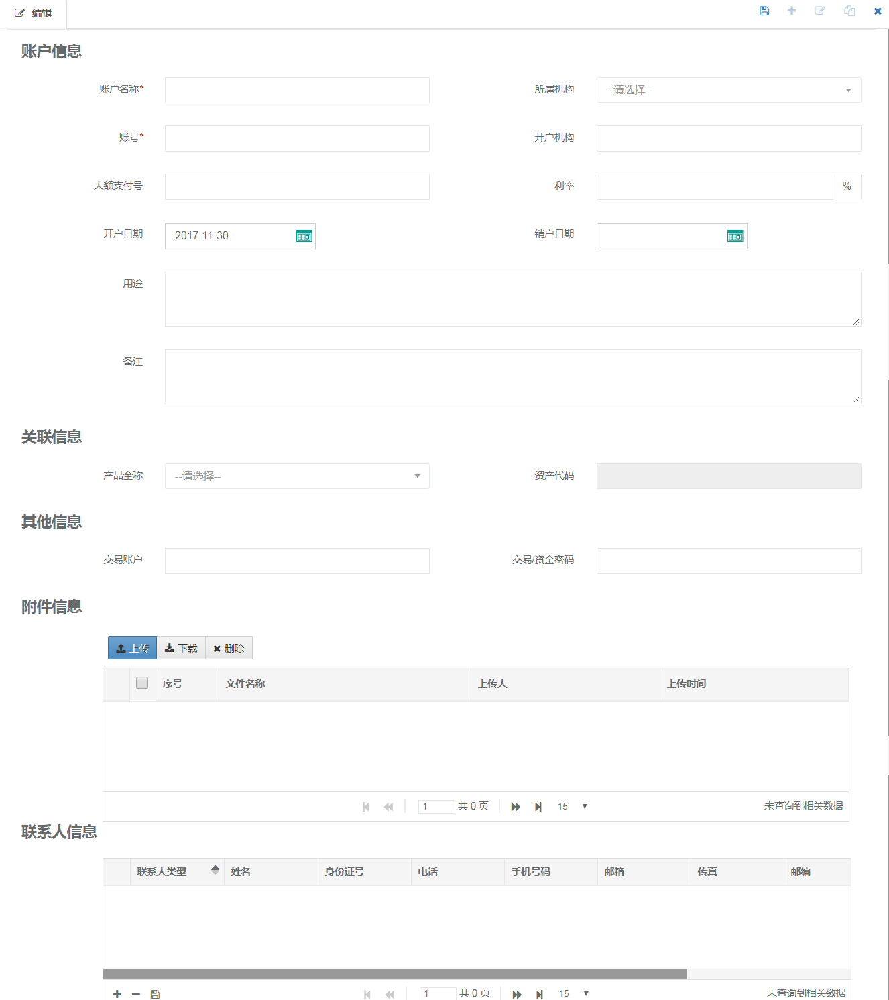 编辑
账户信息
账户名称* 所属机构 --请选择--
账号* 开户机构
大额支付号 利率 %
开户日期 2017-11-30 销户日期
用途
备注
关联信息
产品全称 --请选择-- 资产代码
其他信息
交易账户 交易/资金密码
附件信息
上传 下载 删除
序号 文件名称 上传人 上传时间
1 共 0 页 15 未查询到相关数据
联系人信息
联系人类型 姓名 身份证号 电话 手机号码 邮箱 传真 邮编
1 共 0 页 15 未查询到相关数据